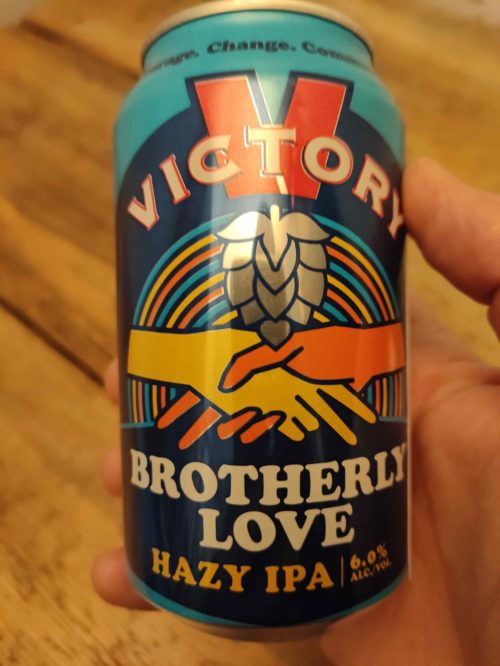 Change.
VICTORY
BROTHERLY
LOVE
HAZY IPA
6.0%
ALC./VOL